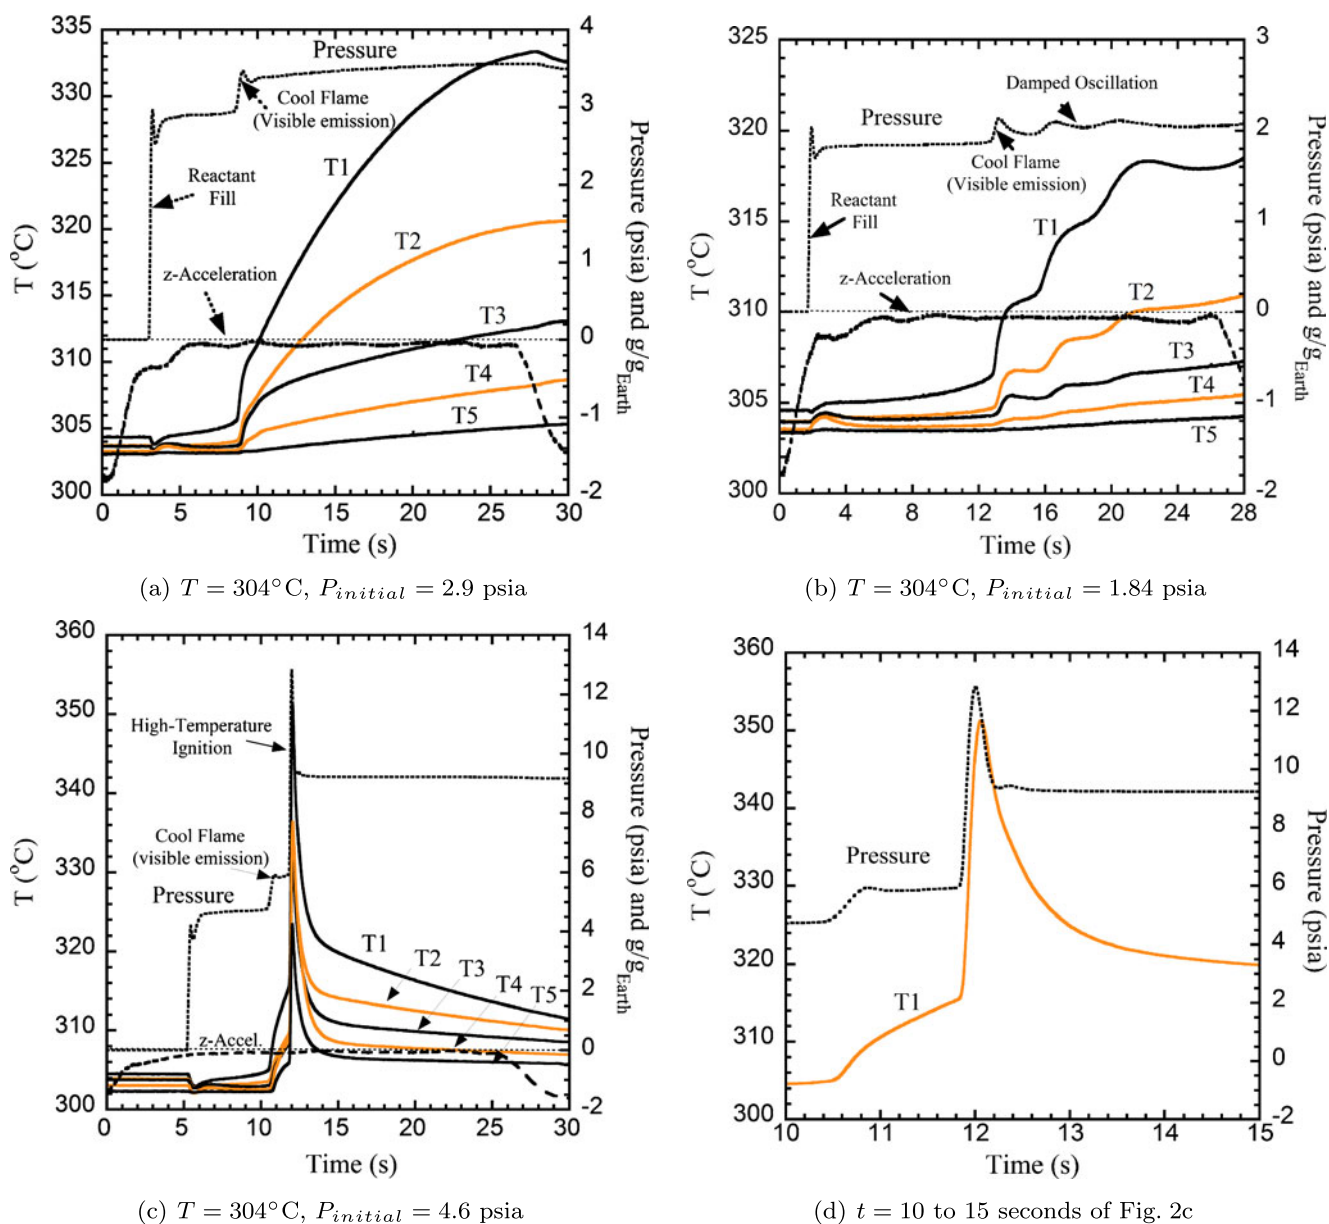 335
330
325
320
315
310
305
300
T (°C)
4
3
2
1
0
-1
-2
Pressure (psia) and g/gEarth
Pressure
Cool Flame
(Visible emission)
T1
Reactant
Fill
T2
z-Acceleration
T3
T4
T5
0 5 10 15 20 25 30
Time (s)
(a) T = 304°C, Pinitial = 2.9 psia
325
320
315
310
305
300
T (°C)
3
2
1
0
-1
-2
Pressure (psia) and g/gEarth
Damped Oscillation
Pressure
Cool Flame
(Visible emission)
Reactant
Fill
T1
z-Acceleration
T2
T3
T4
T5
0 4 8 12 16 20 24 28
Time (s)
(b) T = 304°C, Pinitial = 1.84 psia
360
350
340
330
320
310
300
T (°C)
14
12
10
8
6
4
2
0
-2
Pressure (psia) and g/gEarth
High-Temperature
Ignition
Cool Flame
(visible emission)
Pressure
T1
T2
T3
T4
T5
z-Accel.
0 5 10 15 20 25 30
Time (s)
(c) T = 304°C, Pinitial = 4.6 psia
360
350
340
330
320
310
300
T (°C)
14
12
10
8
6
4
2
0
-2
Pressure (psia)
Pressure
T1
10 11 12 13 14 15
Time (s)
(d) t = 10 to 15 seconds of Fig. 2c